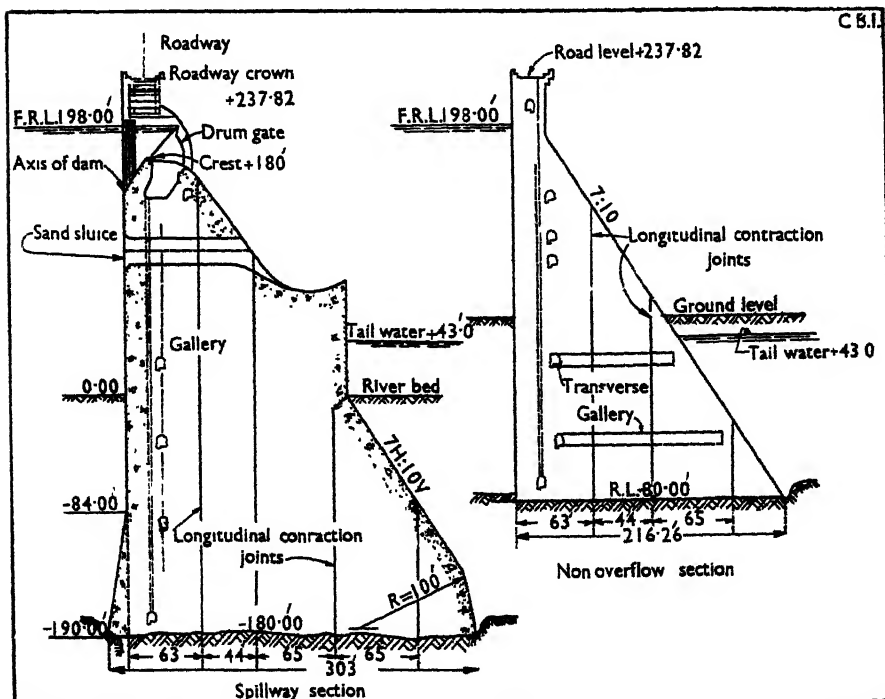 C B.I.
Roadway
Roadway crown
+237·82
F.R.L.198·00'
Drum gate
Crest+180'
Axis of dam
Sand sluice
Gallery
Tail water+43·0'
0·00
River bed
7H:10V
-84·00'
Longitudinal conraction
joints
R=100'
-190·00'
-180·00'
63
44
65
65
303'
Spillway section
Road level+237·82
F.R.L.198·00'
7:10
Longitudinal contraction
joints
Ground level
Tail water+43 0
Transverse
Gallery
R.L.-80·00'
63
44
65
216·26'
Non overflow section